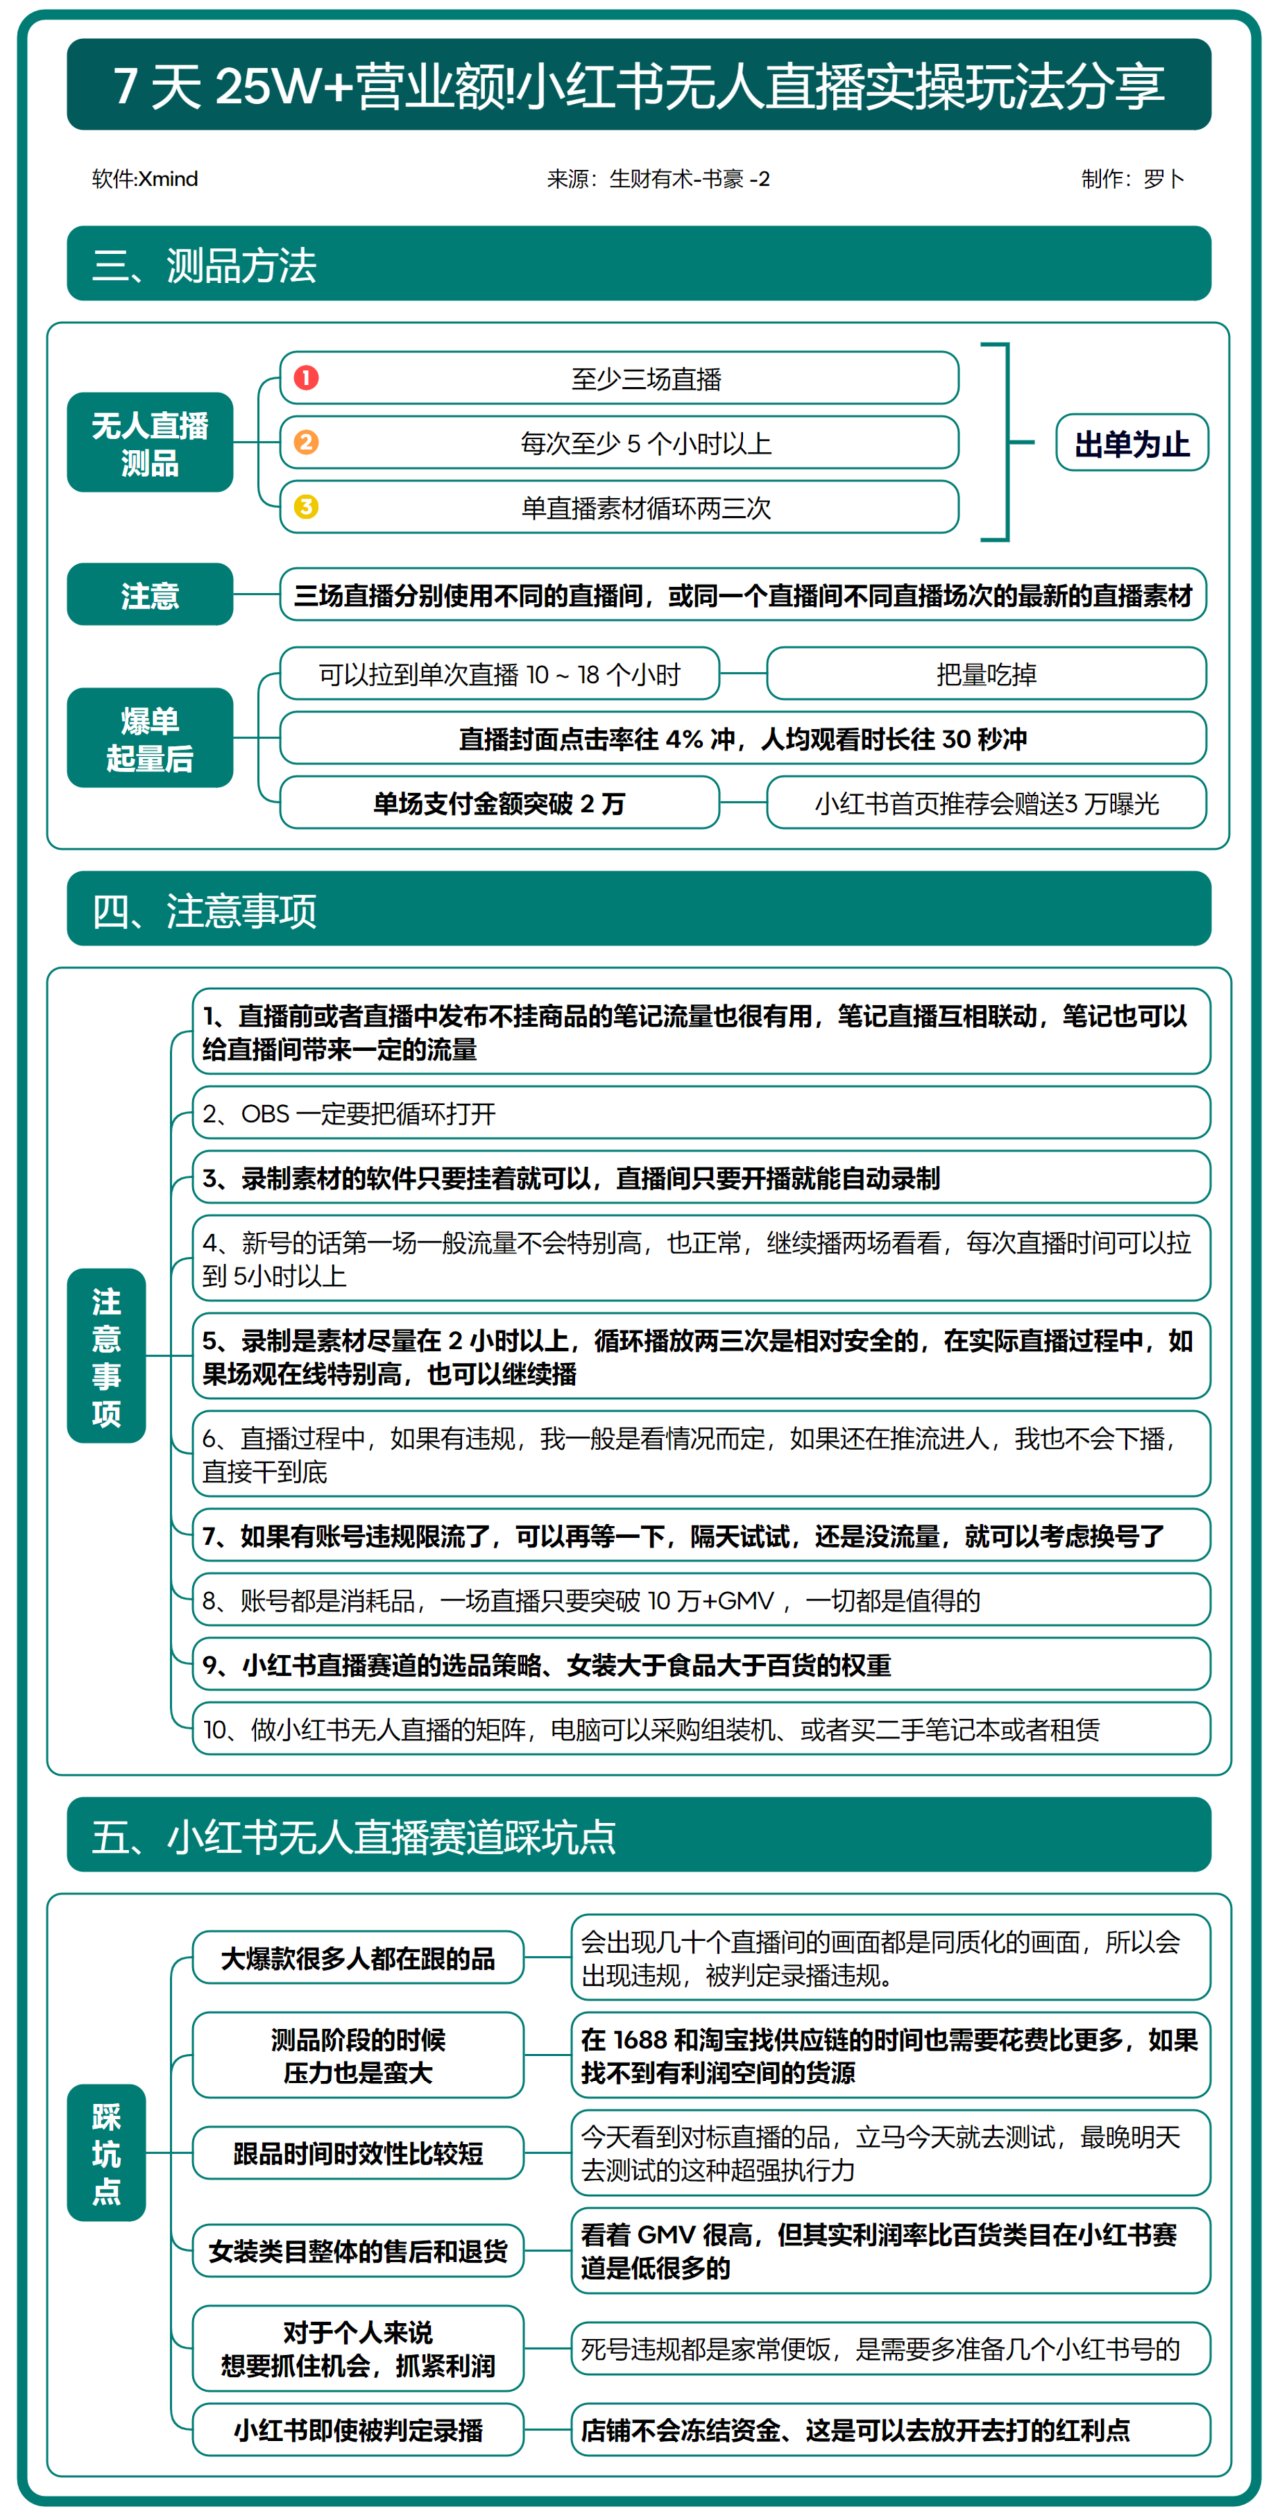 7 天 25W+营业额!小红书无人直播实操玩法分享
软件:Xmind
来源：生财有术-书豪 -2
制作：罗卜
三、测品方法
无人直播
测品
1 至少三场直播
2 每次至少 5 个小时以上
3 单直播素材循环两三次
出单为止
注意
三场直播分别使用不同的直播间，或同一个直播间不同直播场次的最新的直播素材
爆单
起量后
可以拉到单次直播 10 ~ 18 个小时
把量吃掉
直播封面点击率往 4% 冲，人均观看时长往 30 秒冲
单场支付金额突破 2 万
小红书首页推荐会赠送3 万曝光
四、注意事项
注
意
事
项
1、直播前或者直播中发布不挂商品的笔记流量也很有用，笔记直播互相联动，笔记也可以
给直播间带来一定的流量
2、OBS 一定要把循环打开
3、录制素材的软件只要挂着就可以，直播间只要开播就能自动录制
4、新号的话第一场一般流量不会特别高，也正常，继续播两场看看，每次直播时间可以拉
到 5小时以上
5、录制是素材尽量在 2 小时以上，循环播放两三次是相对安全的，在实际直播过程中，如
果场观在线特别高，也可以继续播
6、直播过程中，如果有违规，我一般是看情况而定，如果还在推流进人，我也不会下播，
直接干到底
7、如果有账号违规限流了，可以再等一下，隔天试试，还是没流量，就可以考虑换号了
8、账号都是消耗品，一场直播只要突破 10 万+GMV ，一切都是值得的
9、小红书直播赛道的选品策略、女装大于食品大于百货的权重
10、做小红书无人直播的矩阵，电脑可以采购组装机、或者买二手笔记本或者租赁
五、小红书无人直播赛道踩坑点
踩
坑
点
大爆款很多人都在跟的品
会出现几十个直播间的画面都是同质化的画面，所以会
出现违规，被判定录播违规。
测品阶段的时候
压力也是蛮大
在 1688 和淘宝找供应链的时间也需要花费比更多，如果
找不到有利润空间的货源
跟品时间时效性比较短
今天看到对标直播的品，立马今天就去测试，最晚明天
去测试的这种超强执行力
女装类目整体的售后和退货
看着 GMV 很高，但其实利润率比百货类目在小红书赛
道是低很多的
对于个人来说
想要抓住机会，抓紧利润
死号违规都是家常便饭，是需要多准备几个小红书号的
小红书即使被判定录播
店铺不会冻结资金、这是可以去放开去打的红利点